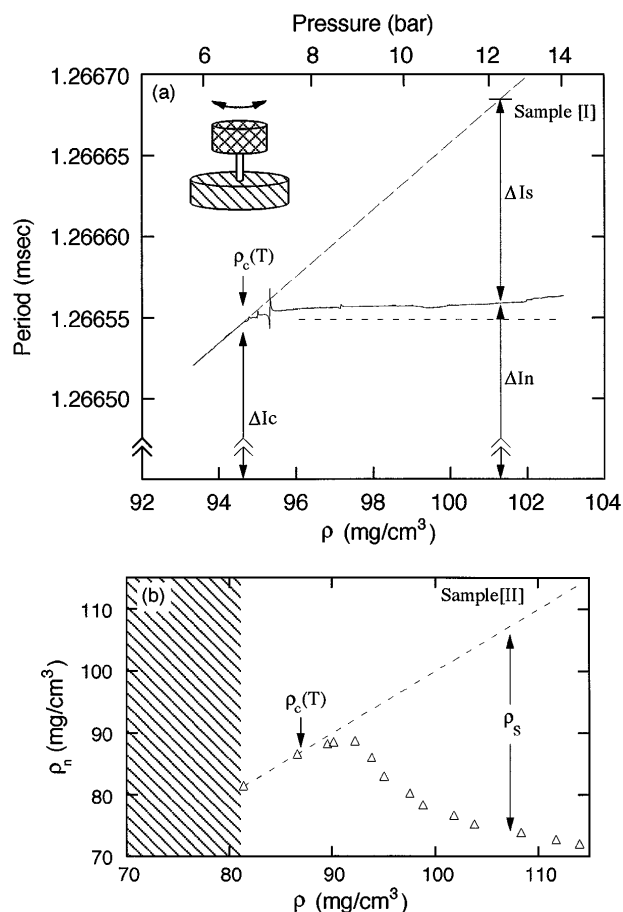 Pressure (bar)
6 8 10 12 14
1.26670
1.26665
1.26660
1.26655
1.26650
Period (msec)
(a)
Sample [I]
ΔIs
ρc(T)
ΔIc
ΔIn
92 94 96 98 100 102 104
ρ (mg/cm³)
(b)
Sample[II]
110
100
90
80
70
ρn (mg/cm³)
ρc(T)
ρS
70 80 90 100 110
ρ (mg/cm³)